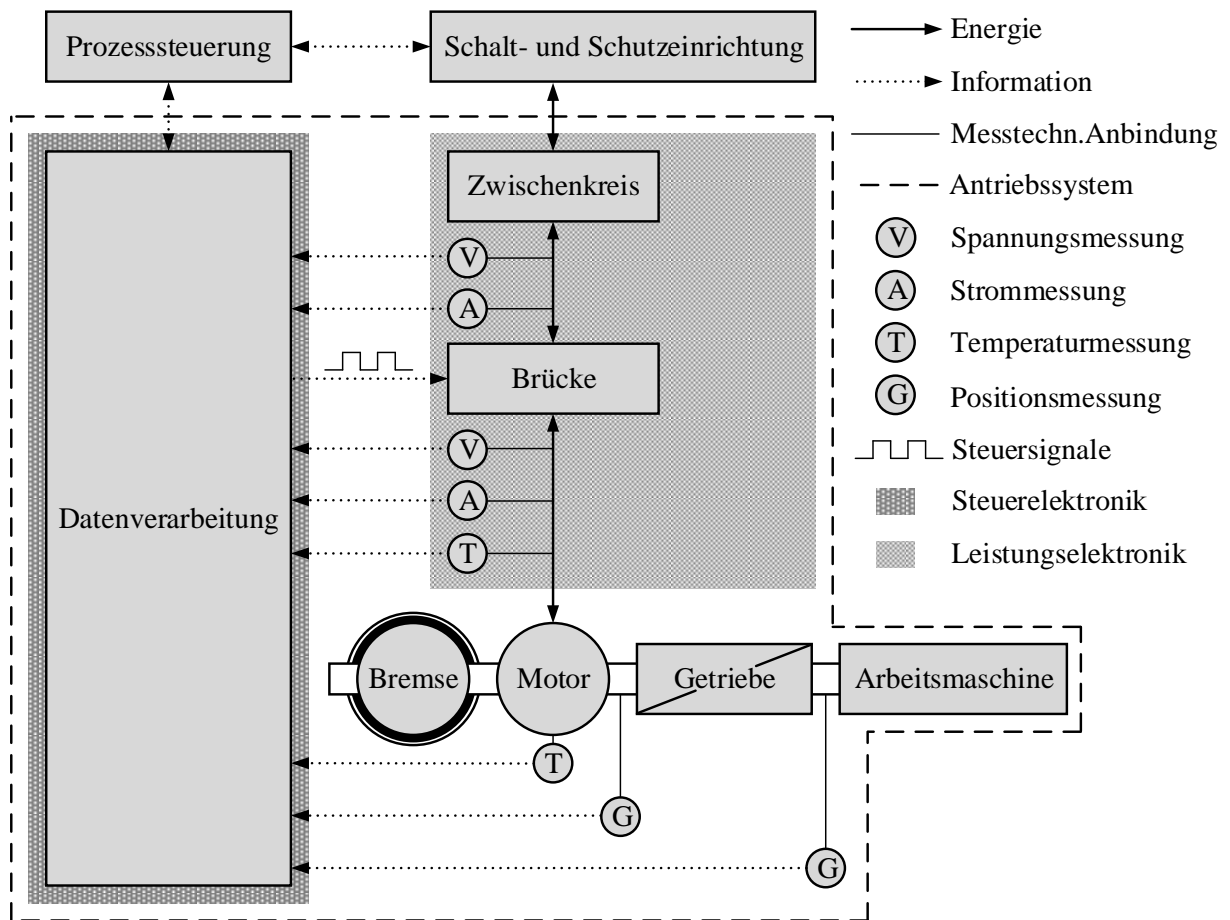 Prozesssteuerung
Schalt- und Schutzeinrichtung
Zwischenkreis
V
A
Brücke
V
A
T
Datenverarbeitung
Bremse
Motor
Getriebe
Arbeitsmaschine
T
G
G
Energie
Information
Messtechn.Anbindung
Antriebssystem
V Spannungsmessung
A Strommessung
T Temperaturmessung
G Positionsmessung
Steuersignale
Steuerelektronik
Leistungselektronik